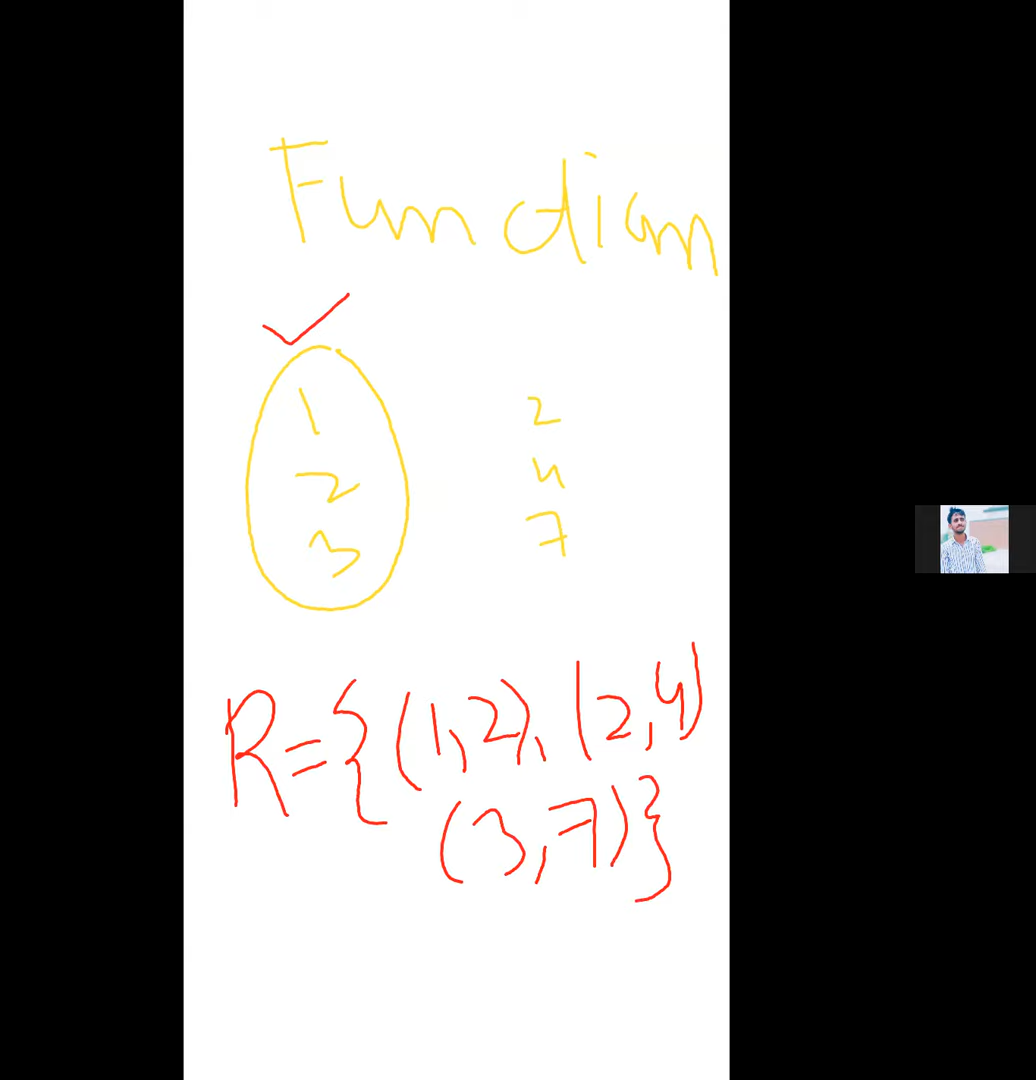 Function
1 2
2 4
3 7
R={(1,2),(2,4)
(3,7)}